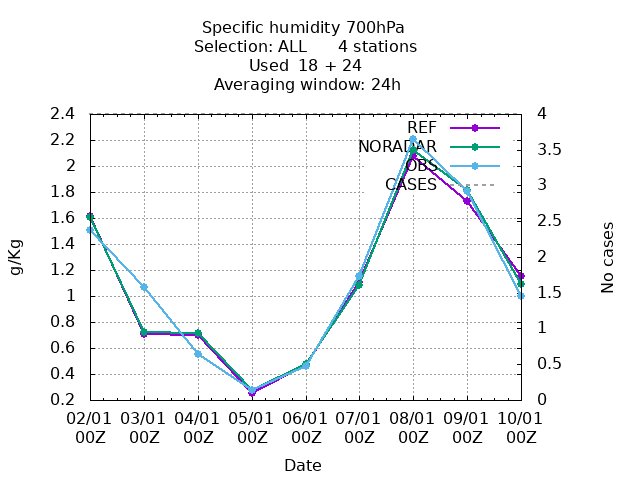 Specific humidity 700hPa
Selection: ALL      4 stations
Used  18 + 24
Averaging window: 24h
2.4
2.2
2
1.8
1.6
1.4
1.2
1
0.8
0.6
0.4
0.2
g/Kg
4
3.5
3
2.5
2
1.5
1
0.5
0
No cases
REF
NORADAR
OBS
CASES
02/01 03/01 04/01 05/01 06/01 07/01 08/01 09/01 10/01
00Z 00Z 00Z 00Z 00Z 00Z 00Z 00Z 00Z
Date